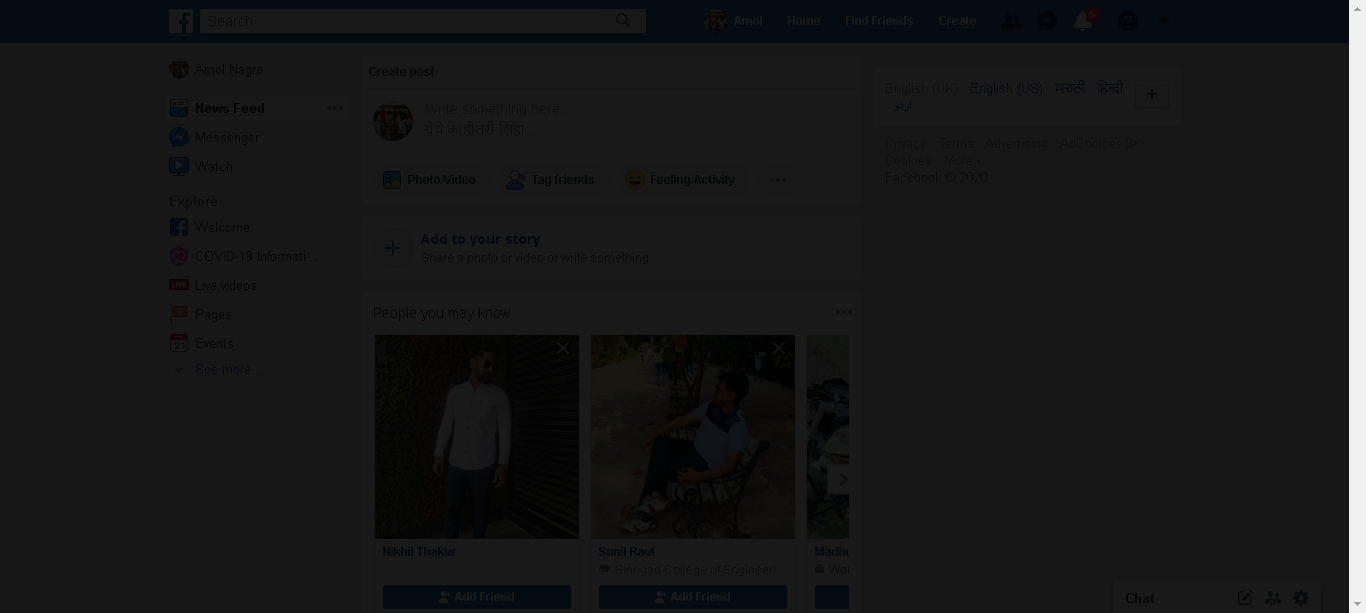 Search
Amol Home Find Friends Create
Amol Nagre
News Feed
Messenger
Watch
Explore
Welcome
COVID-19 Informati...
Live videos
Pages
Events
See more...
Create post
Write something here...
येथे काहीतरी लिहा...
Photo/Video Tag friends Feeling/Activity
Add to your story
Share a photo or video or write something
People you may know
Nikhil Thakur
Add Friend
Sunil Raut
Sinngad College of Engineeri...
Add Friend
Madhu
Wor
English (UK) English (US) मराठी हिन्दी
اردو
Privacy Terms Advertising AdChoices
Cookies More
Facebook © 2020
Chat